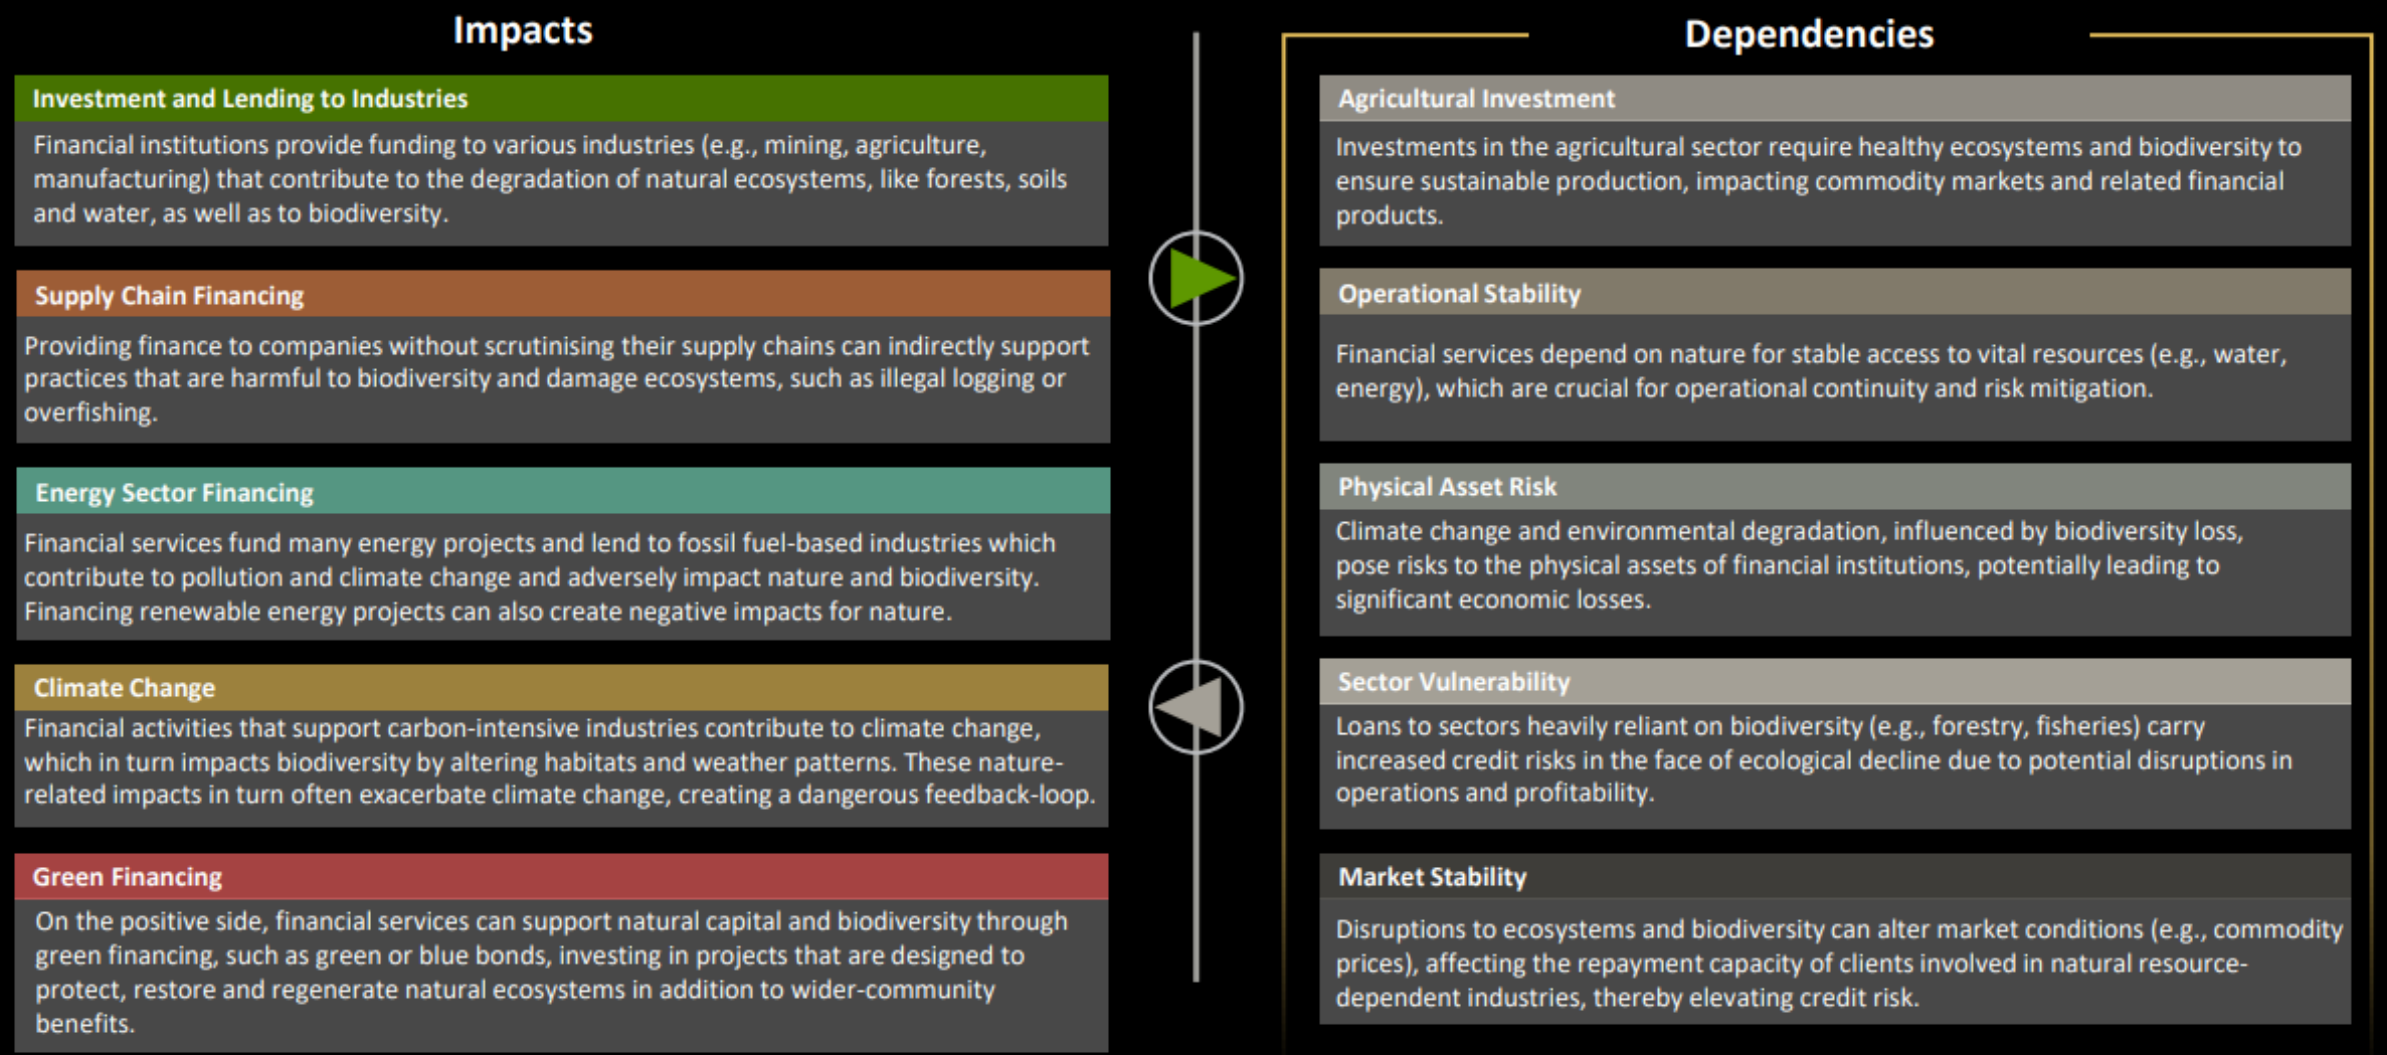 Impacts
Investment and Lending to Industries
Financial institutions provide funding to various industries (e.g., mining, agriculture,
manufacturing) that contribute to the degradation of natural ecosystems, like forests, soils
and water, as well as to biodiversity.
Supply Chain Financing
Providing finance to companies without scrutinising their supply chains can indirectly support
practices that are harmful to biodiversity and damage ecosystems, such as illegal logging or
overfishing.
Energy Sector Financing
Financial services fund many energy projects and lend to fossil fuel-based industries which
contribute to pollution and climate change and adversely impact nature and biodiversity.
Financing renewable energy projects can also create negative impacts for nature.
Climate Change
Financial activities that support carbon-intensive industries contribute to climate change,
which in turn impacts biodiversity by altering habitats and weather patterns. These nature-
related impacts in turn often exacerbate climate change, creating a dangerous feedback-loop.
Green Financing
On the positive side, financial services can support natural capital and biodiversity through
green financing, such as green or blue bonds, investing in projects that are designed to
protect, restore and regenerate natural ecosystems in addition to wider-community
benefits.
Dependencies
Agricultural Investment
Investments in the agricultural sector require healthy ecosystems and biodiversity to
ensure sustainable production, impacting commodity markets and related financial
products.
Operational Stability
Financial services depend on nature for stable access to vital resources (e.g., water,
energy), which are crucial for operational continuity and risk mitigation.
Physical Asset Risk
Climate change and environmental degradation, influenced by biodiversity loss,
pose risks to the physical assets of financial institutions, potentially leading to
significant economic losses.
Sector Vulnerability
Loans to sectors heavily reliant on biodiversity (e.g., forestry, fisheries) carry
increased credit risks in the face of ecological decline due to potential disruptions in
operations and profitability.
Market Stability
Disruptions to ecosystems and biodiversity can alter market conditions (e.g., commodity
prices), affecting the repayment capacity of clients involved in natural resource-
dependent industries, thereby elevating credit risk.